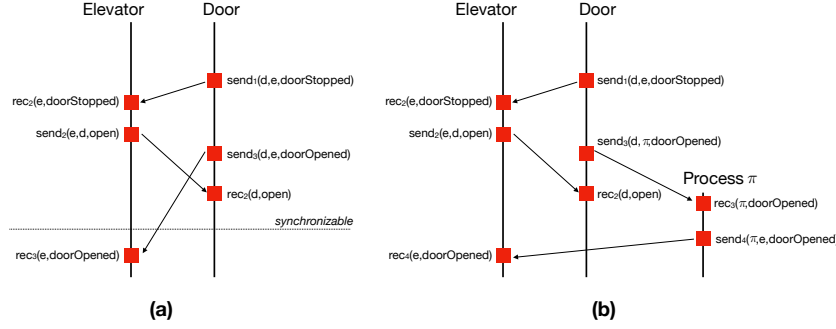 Elevator Door
send₁(d,e,doorStopped)
rec₂(e,doorStopped)
send₂(e,d,open)
send₃(d,e,doorOpened)
rec₂(d,open)
synchronizable
rec₃(e,doorOpened)
(a)
Elevator Door
send₁(d,e,doorStopped)
rec₂(e,doorStopped)
send₂(e,d,open)
send₃(d,π,doorOpened)
Process π
rec₂(d,open)
rec₃(π,doorOpened)
send₄(π,e,doorOpened
rec₄(e,doorOpened)
(b)